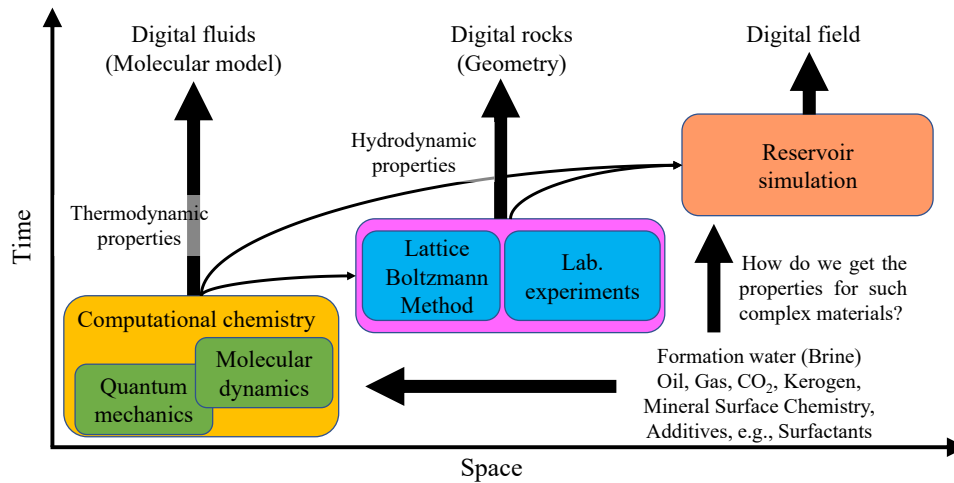 Digital fluids
(Molecular model)
Digital rocks
(Geometry)
Digital field
Hydrodynamic
properties
Reservoir
simulation
Thermodynamic
properties
Time
Lattice
Boltzmann
Method
Lab.
experiments
How do we get the
properties for such
complex materials?
Computational chemistry
Molecular
dynamics
Quantum
mechanics
Formation water (Brine)
Oil, Gas, CO₂, Kerogen,
Mineral Surface Chemistry,
Additives, e.g., Surfactants
Space